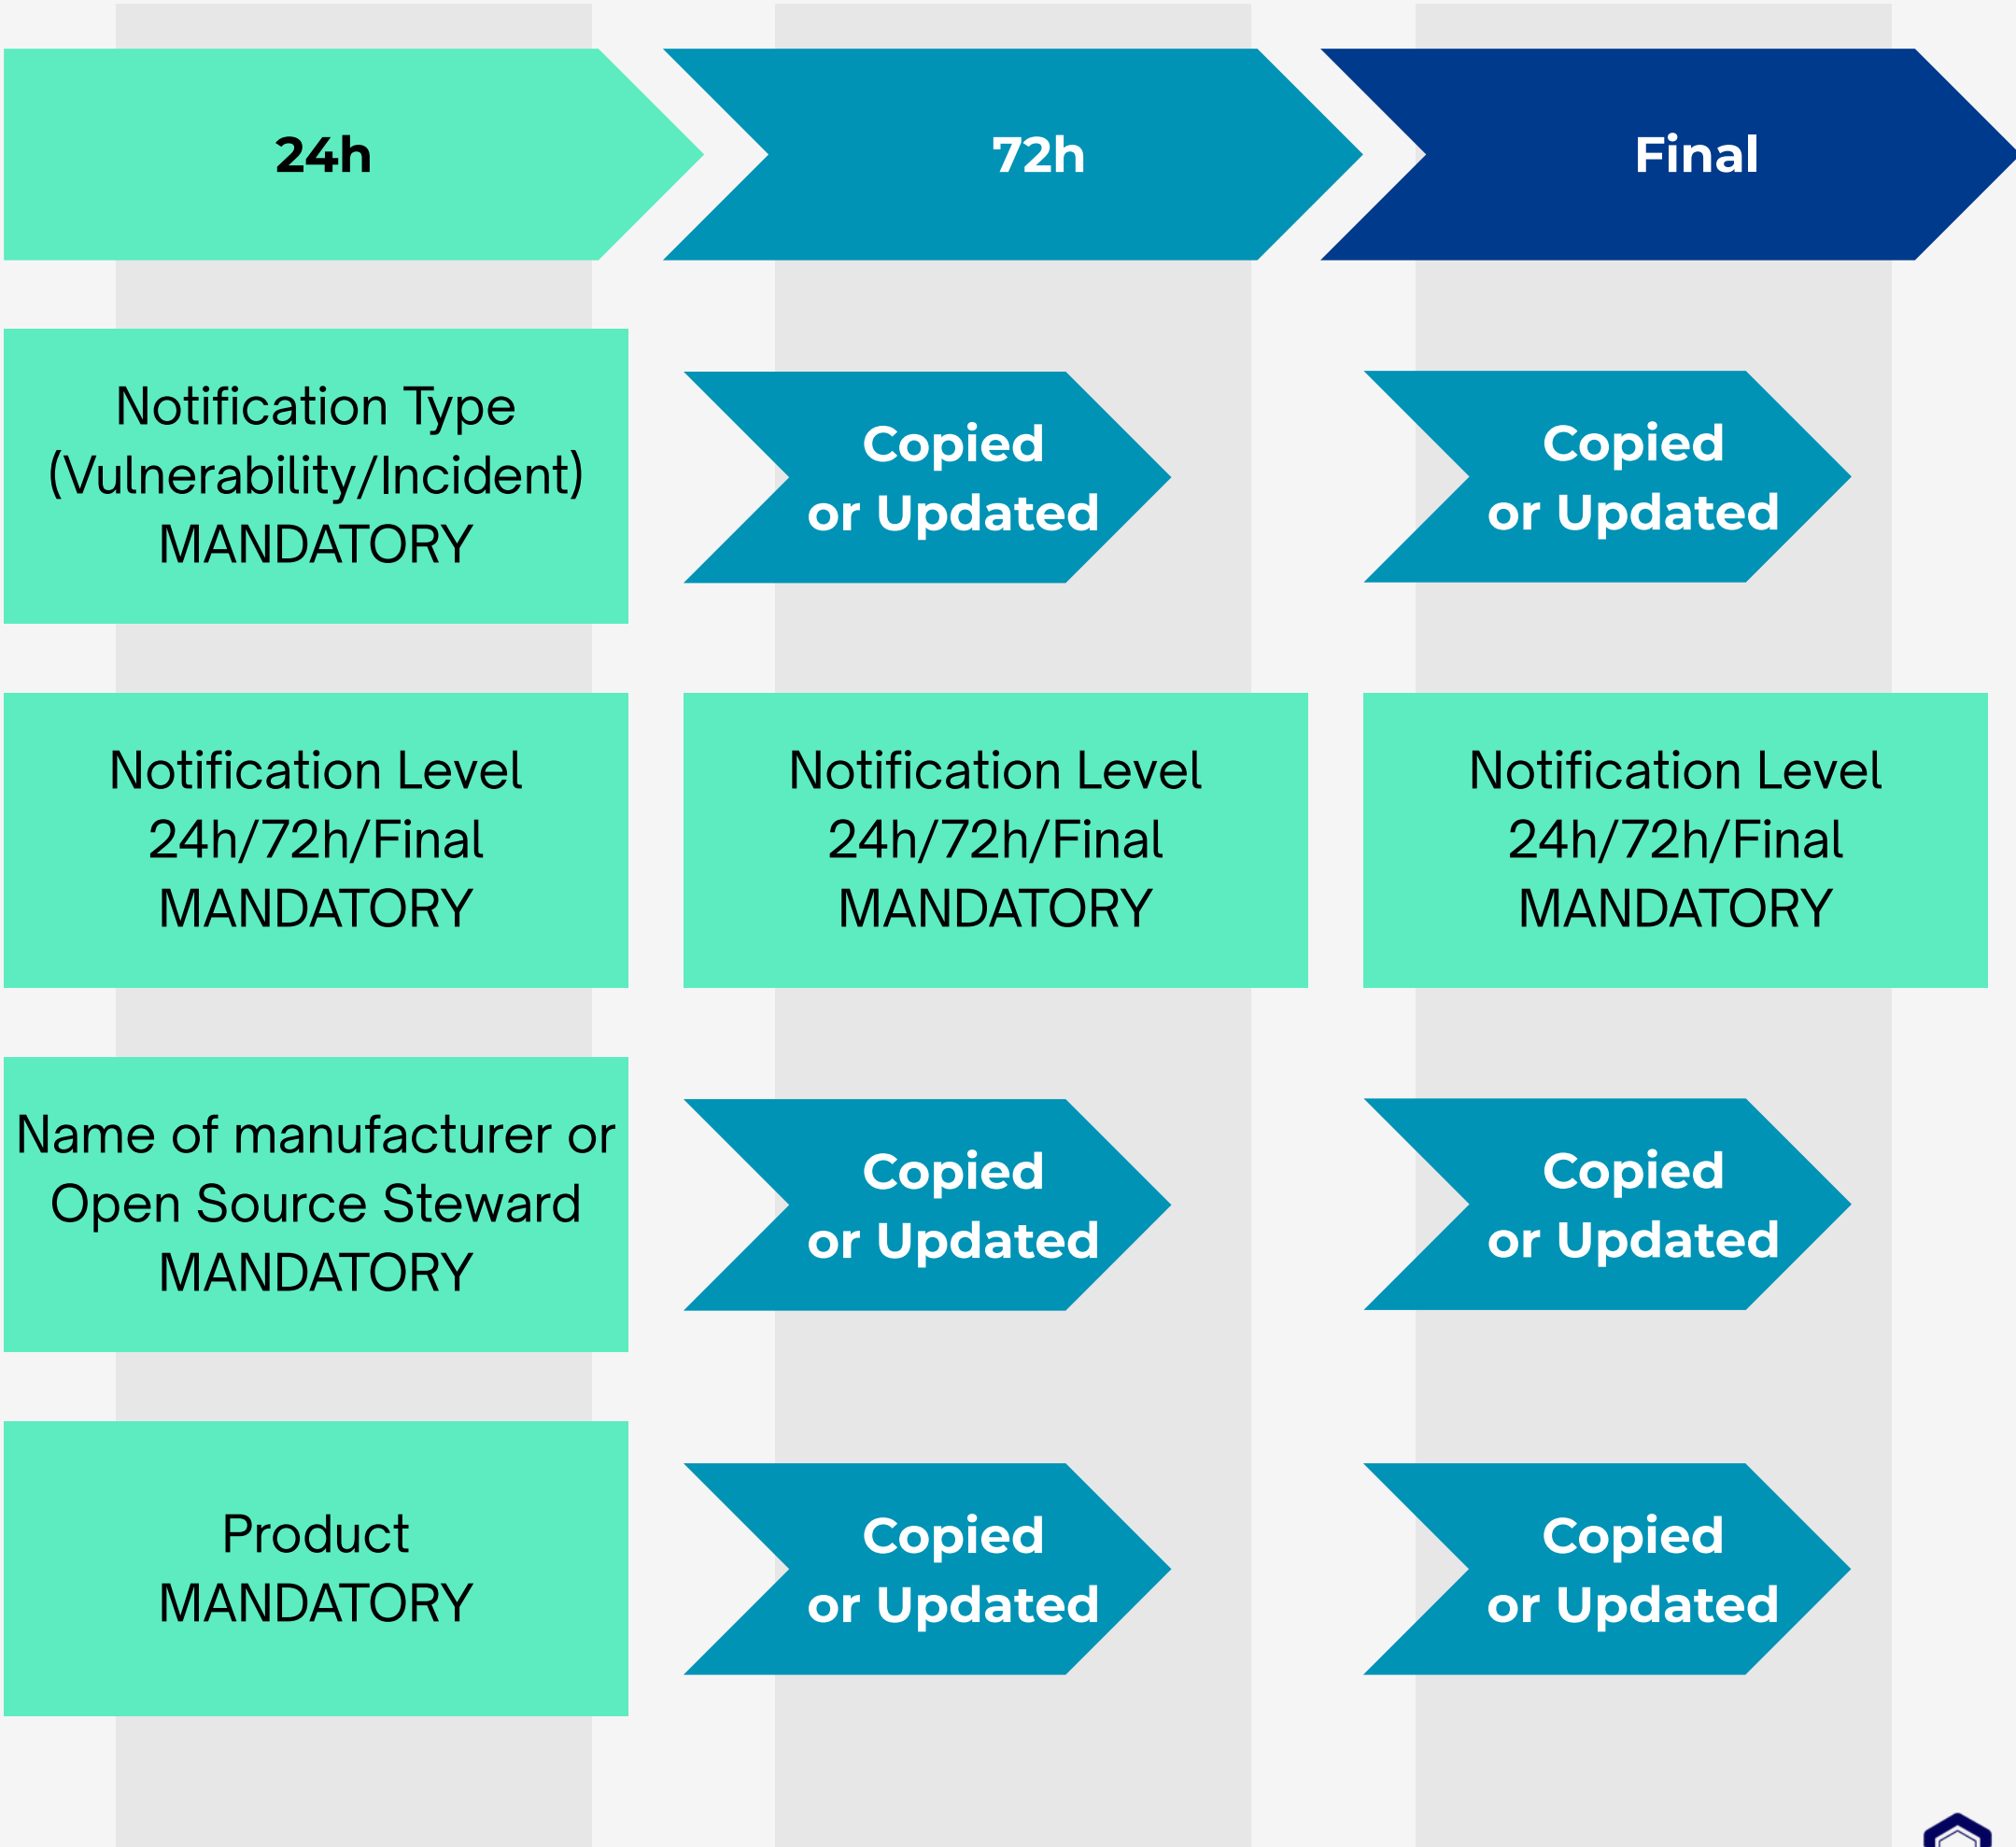 24h
72h
Final
Notification Type
(Vulnerability/Incident)
MANDATORY
Copied
or Updated
Copied
or Updated
Notification Level
24h/72h/Final
MANDATORY
Notification Level
24h/72h/Final
MANDATORY
Notification Level
24h/72h/Final
MANDATORY
Name of manufacturer or
Open Source Steward
MANDATORY
Copied
or Updated
Copied
or Updated
Product
MANDATORY
Copied
or Updated
Copied
or Updated